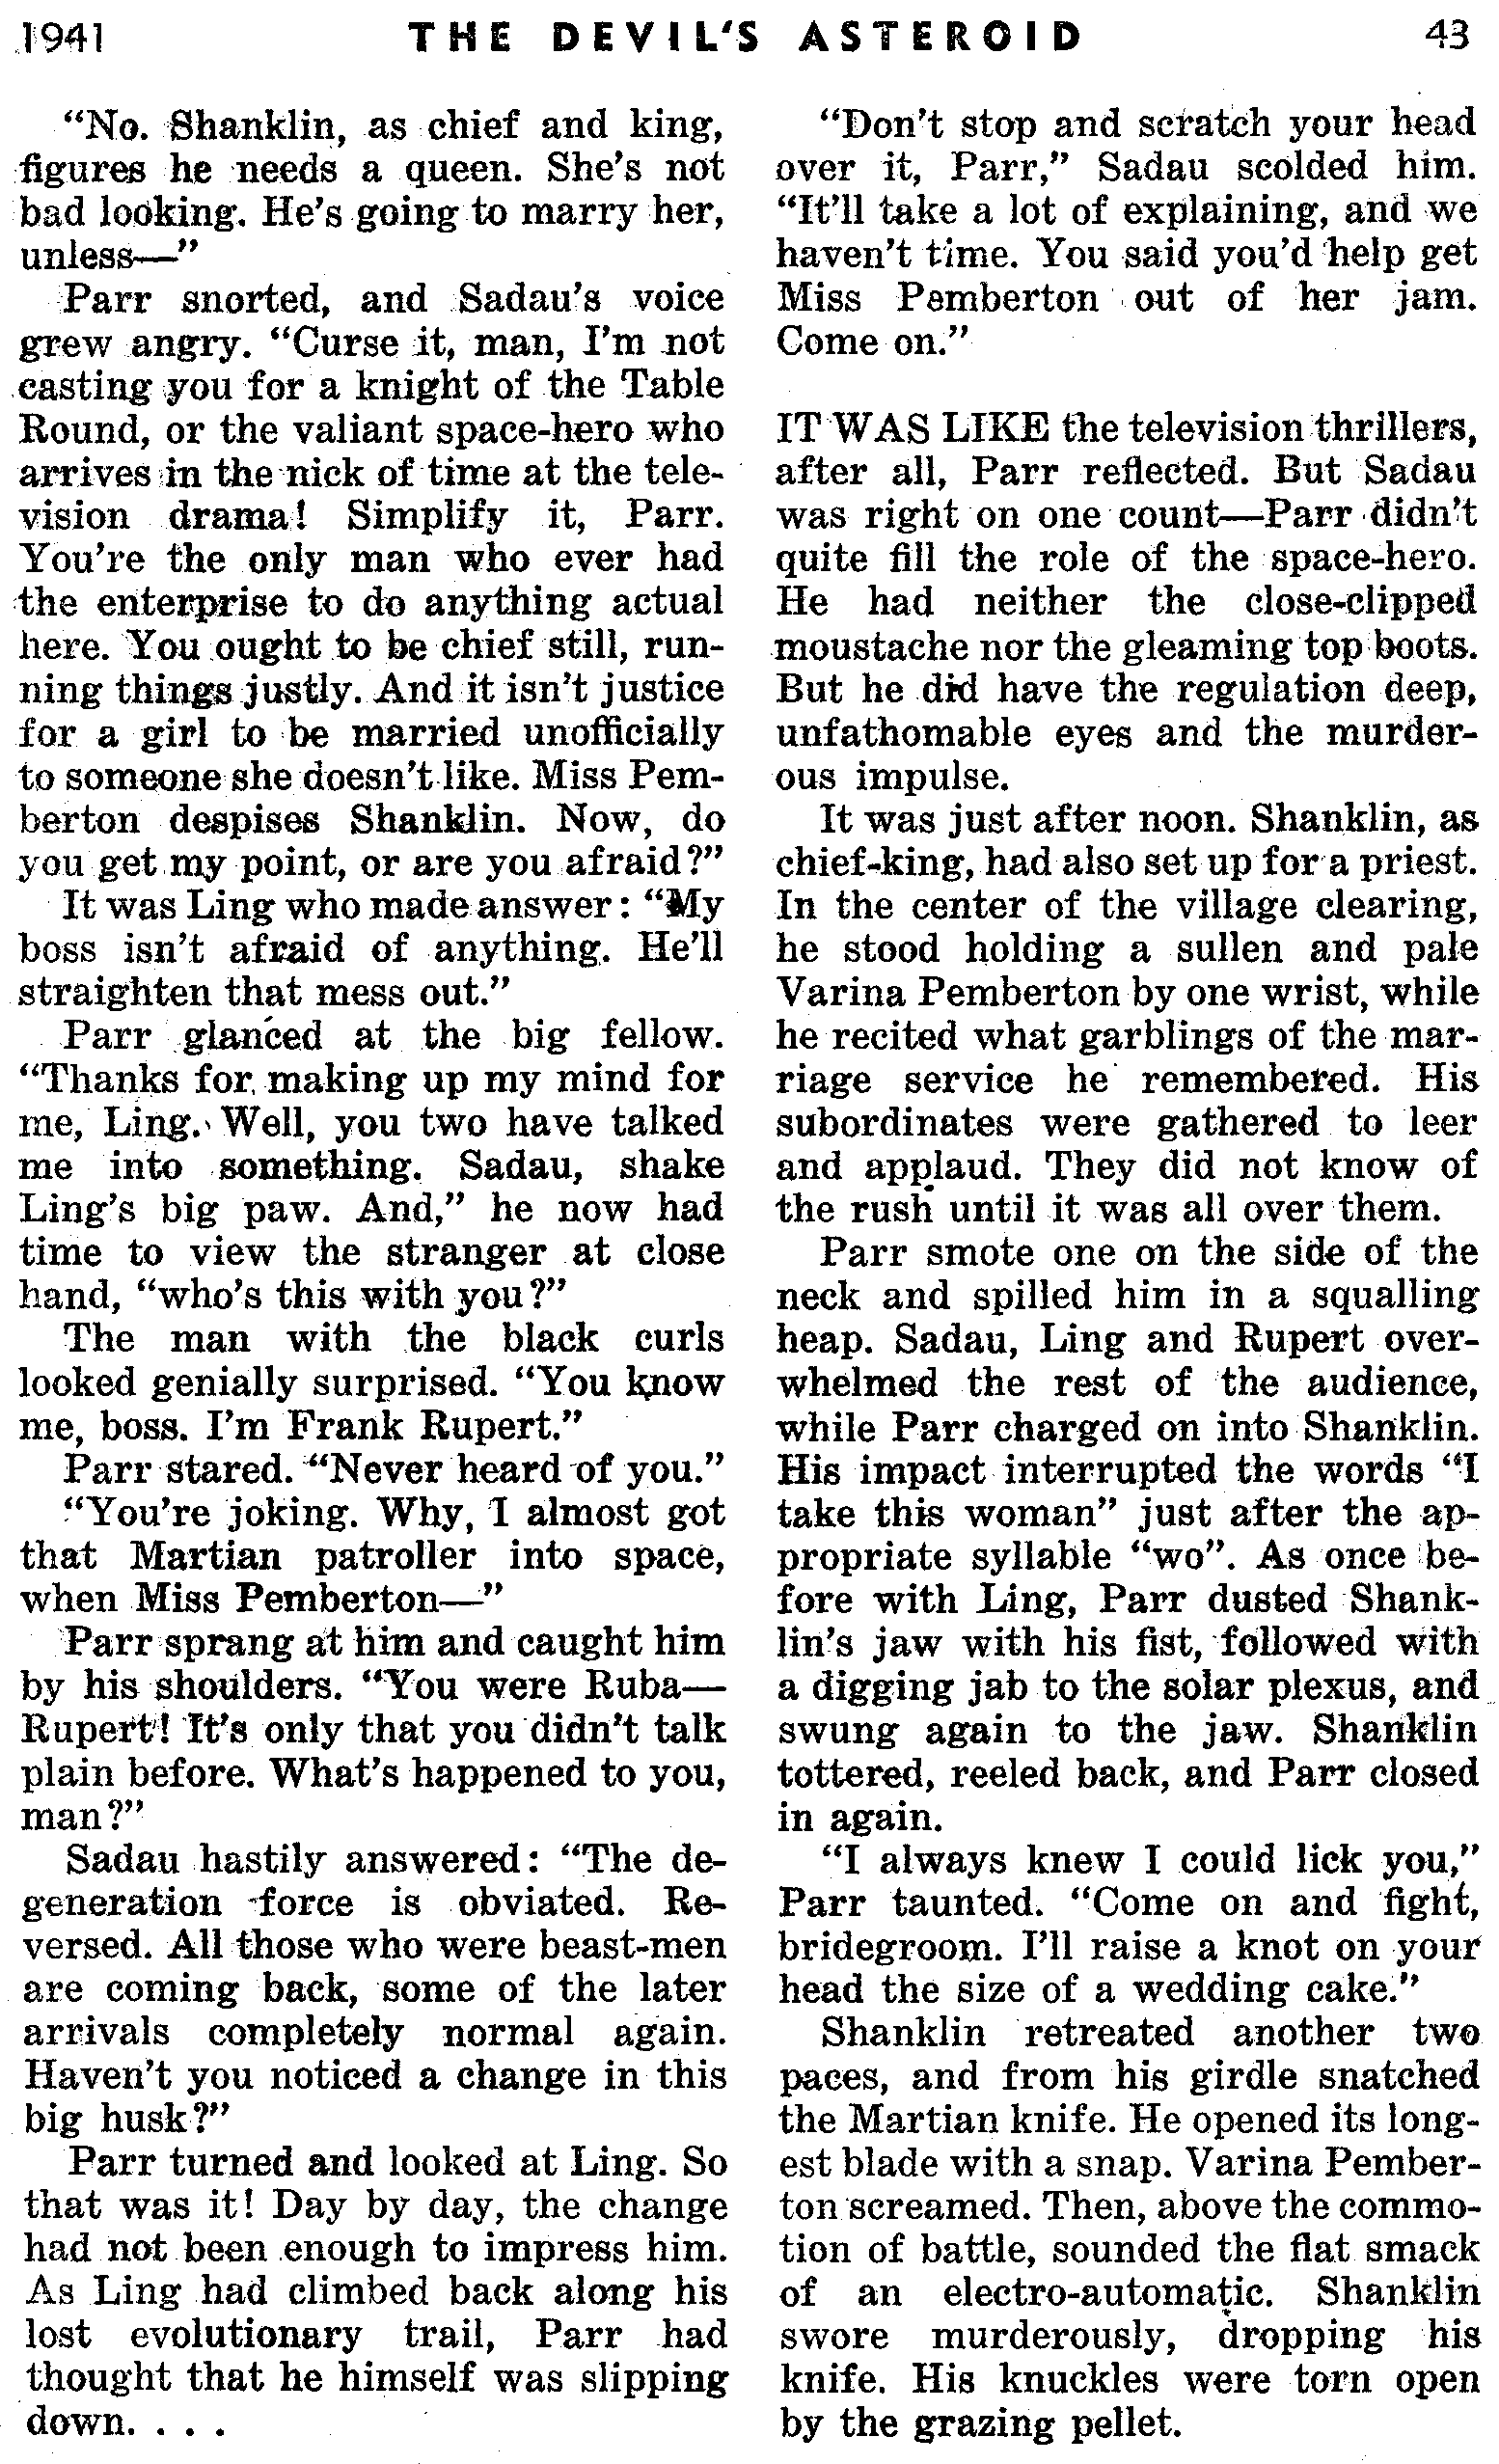 1941 THE DEVIL'S ASTEROID 43
“No. Shanklin, as chief and king,
figures he needs a queen. She's not
bad looking. He's going to marry her,
unless—”
Parr snorted, and Sadau's voice
grew angry. “Curse it, man, I'm not
casting you for a knight of the Table
Round, or the valiant space-hero who
arrives in the nick of time at the tele-
vision drama! Simplify it, Parr.
You're the only man who ever had
the enterprise to do anything actual
here. You ought to be chief still, run-
ning things justly. And it isn't justice
for a girl to be married unofficially
to someone she doesn't like. Miss Pem-
berton despises Shanklin. Now, do
you get my point, or are you afraid?”
It was Ling who made answer: “My
boss isn't afraid of anything. He'll
straighten that mess out.”
Parr glanced at the big fellow.
“Thanks for making up my mind for
me, Ling. Well, you two have talked
me into something. Sadau, shake
Ling's big paw. And,” he now had
time to view the stranger at close
hand, “who's this with you?”
The man with the black curls
looked genially surprised. “You know
me, boss. I'm Frank Rupert.”
Parr stared. “Never heard of you.”
“You're joking. Why, I almost got
that Martian patroller into space,
when Miss Pemberton—”
Parr sprang at him and caught him
by his shoulders. “You were Ruba—
Rupert! It's only that you didn't talk
plain before. What's happened to you,
man?”
Sadau hastily answered: “The de-
generation force is obviated. Re-
versed. All those who were beast-men
are coming back, some of the later
arrivals completely normal again.
Haven't you noticed a change in this
big husk?”
Parr turned and looked at Ling. So
that was it! Day by day, the change
had not been enough to impress him.
As Ling had climbed back along his
lost evolutionary trail, Parr had
thought that he himself was slipping
down. . . .
“Don't stop and scratch your head
over it, Parr,” Sadau scolded him.
“It'll take a lot of explaining, and we
haven't time. You said you'd help get
Miss Pemberton out of her jam.
Come on.”
IT WAS LIKE the television thrillers,
after all, Parr reflected. But Sadau
was right on one count—Parr didn't
quite fill the role of the space-hero.
He had neither the close-clipped
moustache nor the gleaming top boots.
But he did have the regulation deep,
unfathomable eyes and the murder-
ous impulse.
It was just after noon. Shanklin, as
chief-king, had also set up for a priest.
In the center of the village clearing,
he stood holding a sullen and pale
Varina Pemberton by one wrist, while
he recited what garblings of the mar-
riage service he remembered. His
subordinates were gathered to leer
and applaud. They did not know of
the rush until it was all over them.
Parr smote one on the side of the
neck and spilled him in a squalling
heap. Sadau, Ling and Rupert over-
whelmed the rest of the audience,
while Parr charged on into Shanklin.
His impact interrupted the words “I
take this woman” just after the ap-
propriate syllable “wo”. As once be-
fore with Ling, Parr dusted Shank-
lin's jaw with his fist, followed with
a digging jab to the solar plexus, and
swung again to the jaw. Shanklin
tottered, reeled back, and Parr closed
in again.
“I always knew I could lick you,”
Parr taunted. “Come on and fight,
bridegroom. I'll raise a knot on your
head the size of a wedding cake.”
Shanklin retreated another two
paces, and from his girdle snatched
the Martian knife. He opened its long-
est blade with a snap. Varina Pember-
ton screamed. Then, above the commo-
tion of battle, sounded the flat smack
of an electro-automatic. Shanklin
swore murderously, dropping his
knife. His knuckles were torn open
by the grazing pellet.